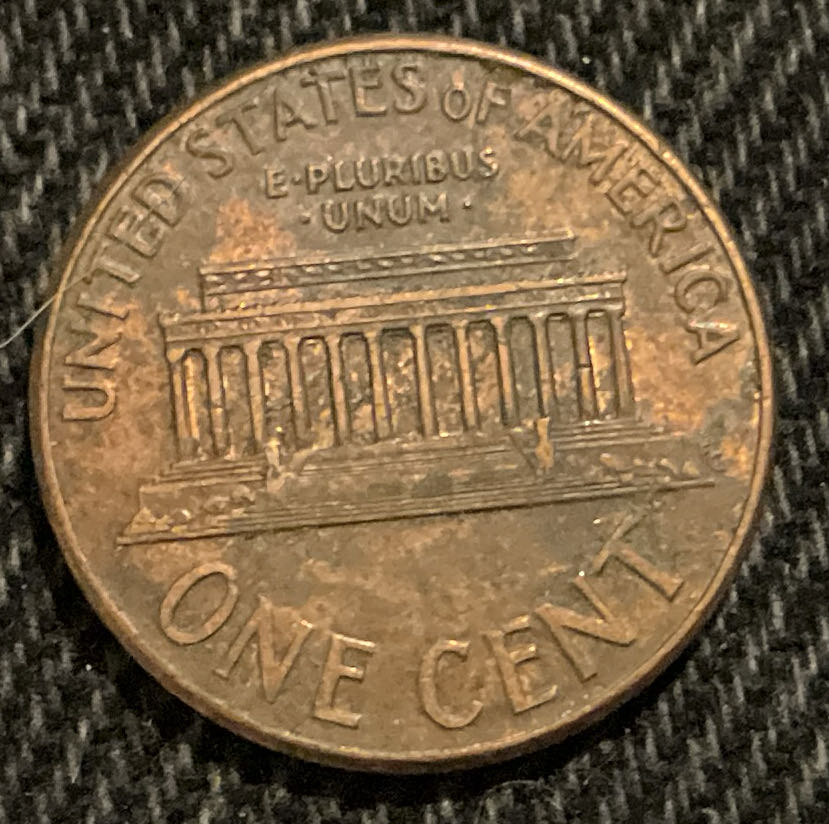 UNITED STATES OF AMERICA
E·PLURIBUS
·UNUM·
ONE CENT